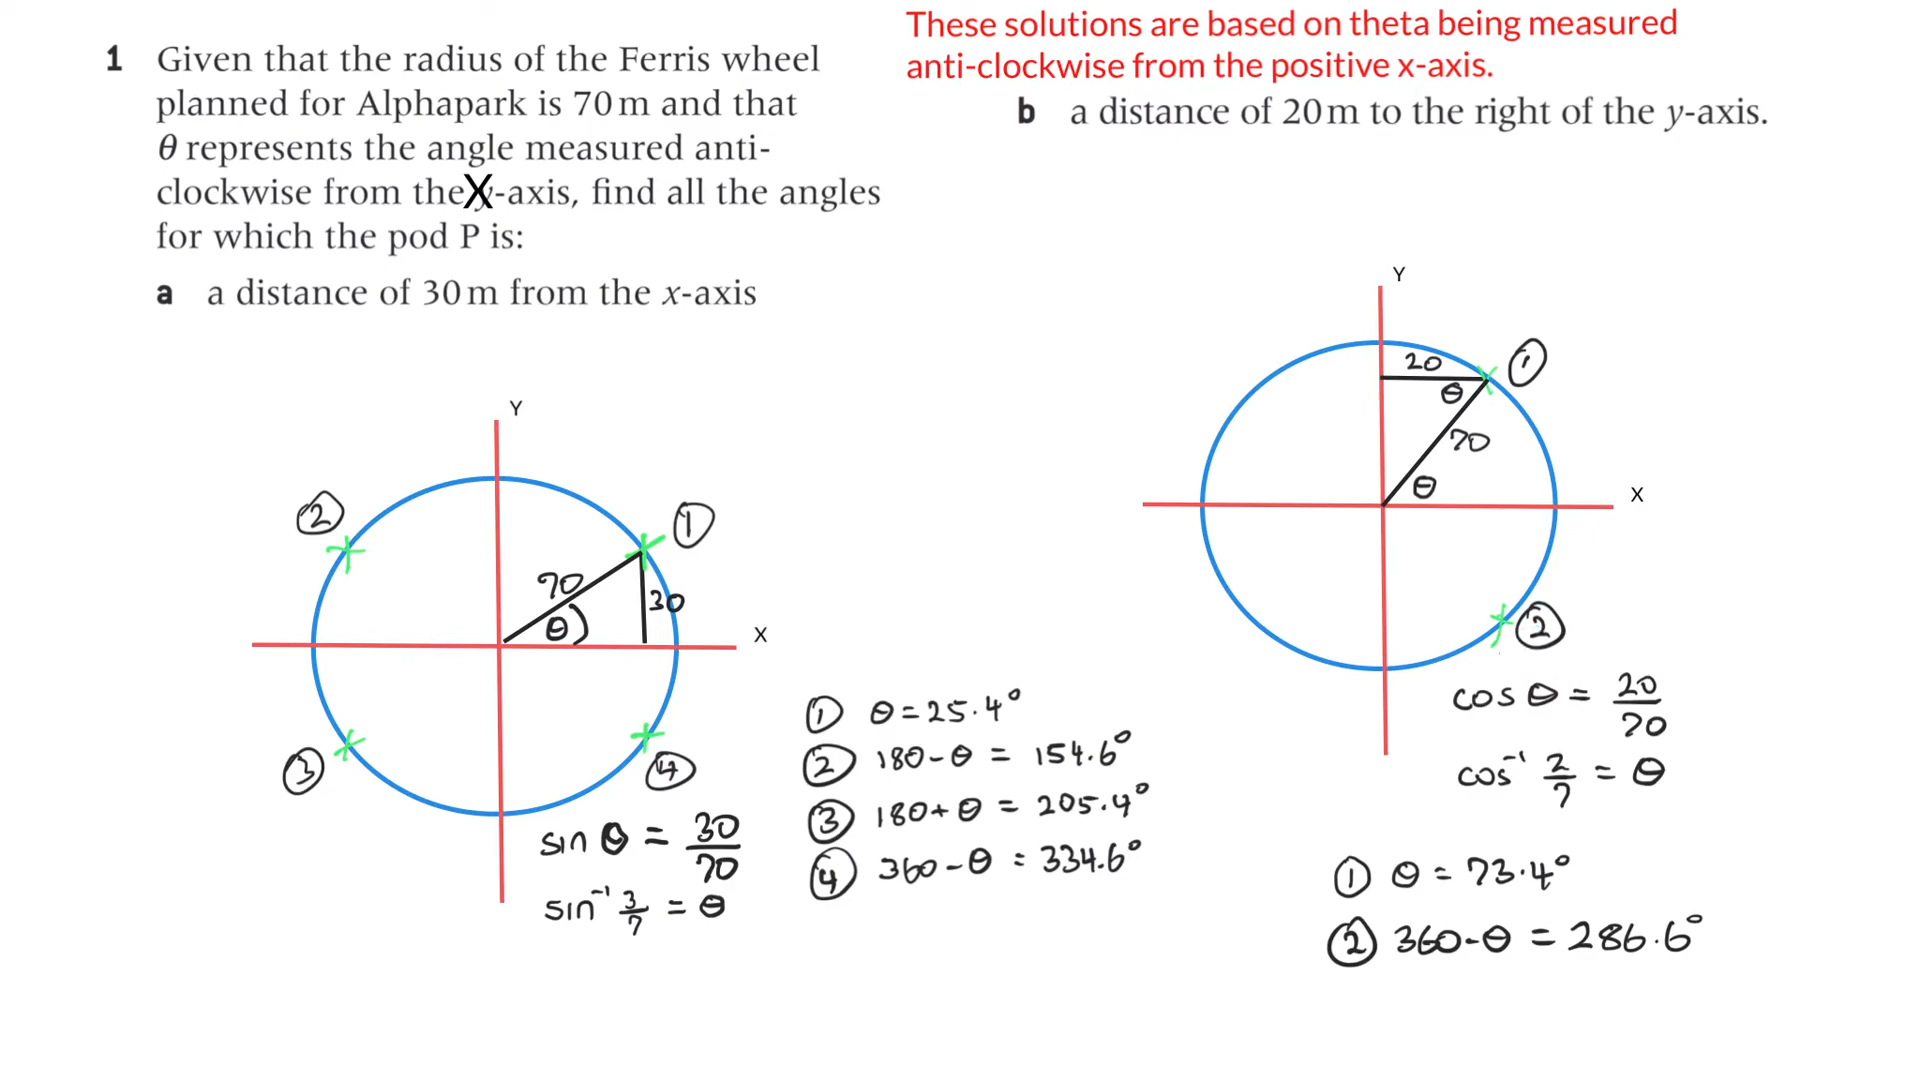 These solutions are based on theta being measured
anti-clockwise from the positive x-axis.
1 Given that the radius of the Ferris wheel
planned for Alphapark is 70 m and that
θ represents the angle measured anti-
clockwise from the X-axis, find all the angles
for which the pod P is:
a a distance of 30 m from the x-axis
b a distance of 20 m to the right of the y-axis.
Y
② ①
70
30
θ
X
③ ④
sin θ = 30/70
sin⁻¹ 3/7 = θ
① θ = 25.4°
② 180 - θ = 154.6°
③ 180 + θ = 205.4°
④ 360 - θ = 334.6°
Y
20 ①
θ
70
θ
X
②
cos θ = 20/70
cos⁻¹ 2/7 = θ
① θ = 73.4°
② 360 - θ = 286.6°